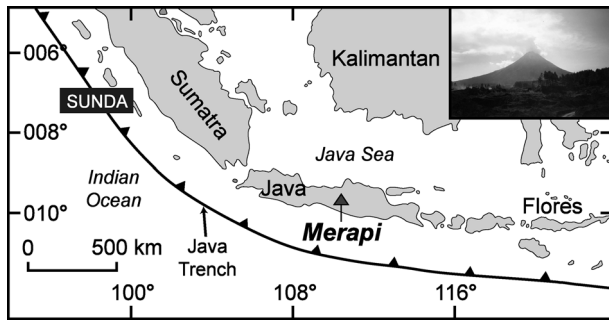 006°
008°
010°
SUNDA
Sumatra
Kalimantan
Java Sea
Indian
Ocean
Java
Merapi
Flores
Java
Trench
0 500 km
100° 108° 116°